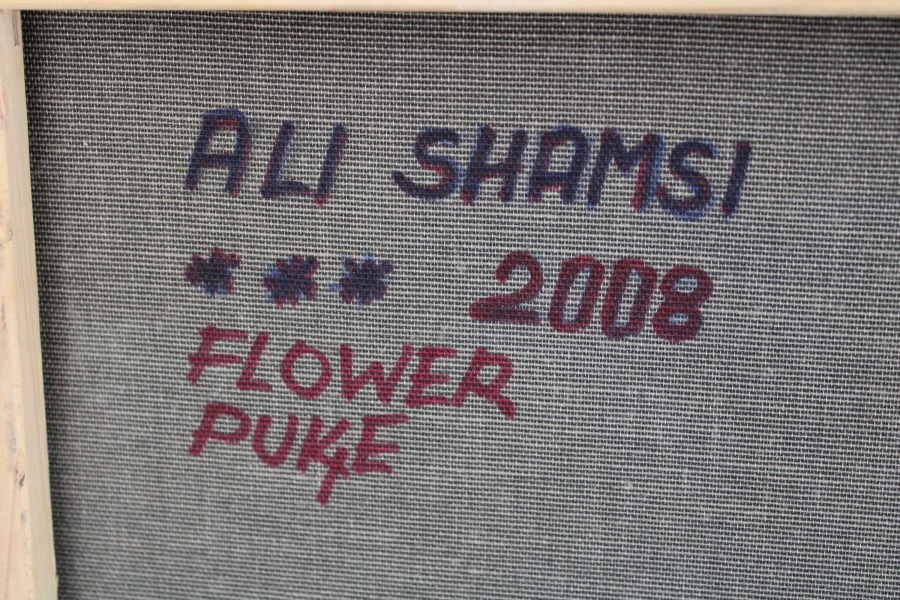 ALI SHAMSI
*** 2008
FLOWER
PUKE